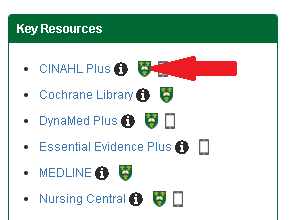 Key Resources
CINAHL Plus
Cochrane Library
DynaMed Plus
Essential Evidence Plus
MEDLINE
Nursing Central